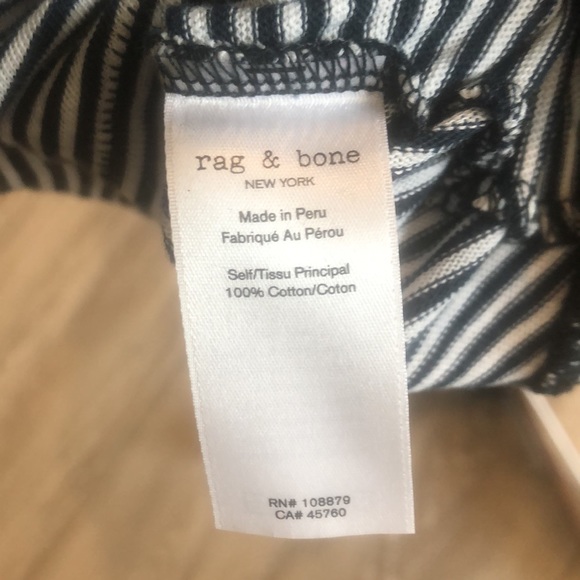 rag & bone
NEW YORK
Made in Peru
Fabriqué Au Pérou
Self/Tissu Principal
100% Cotton/Coton
RN# 108879
CA# 45760